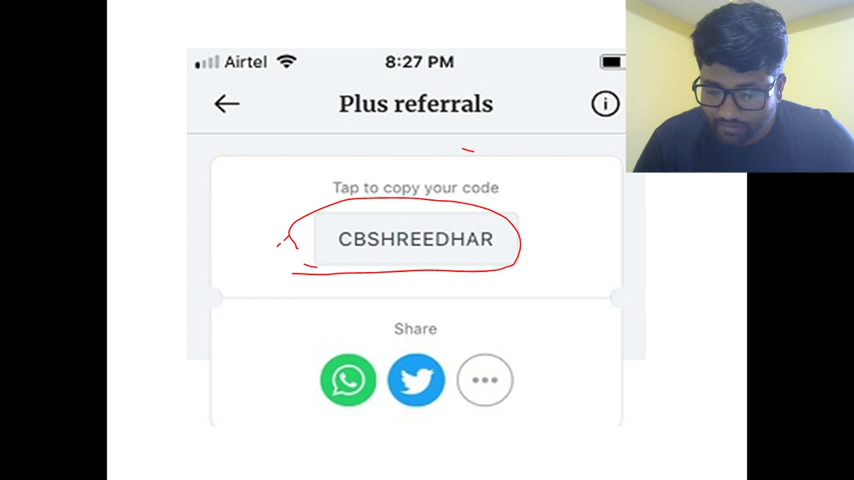 Airtel 8:27 PM
Plus referrals
Tap to copy your code
CBSHREEDHAR
Share